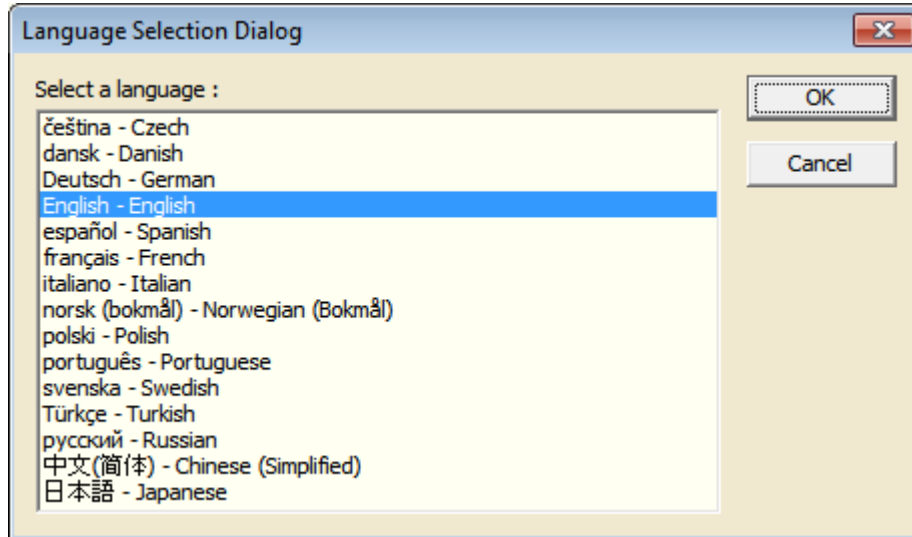 Language Selection Dialog
Select a language :
OK
čeština - Czech
dansk - Danish
Cancel
Deutsch - German
English - English
español - Spanish
français - French
italiano - Italian
norsk (bokmål) - Norwegian (Bokmål)
polski - Polish
português - Portuguese
svenska - Swedish
Türkçe - Turkish
русский - Russian
中文(简体) - Chinese (Simplified)
日本語 - Japanese